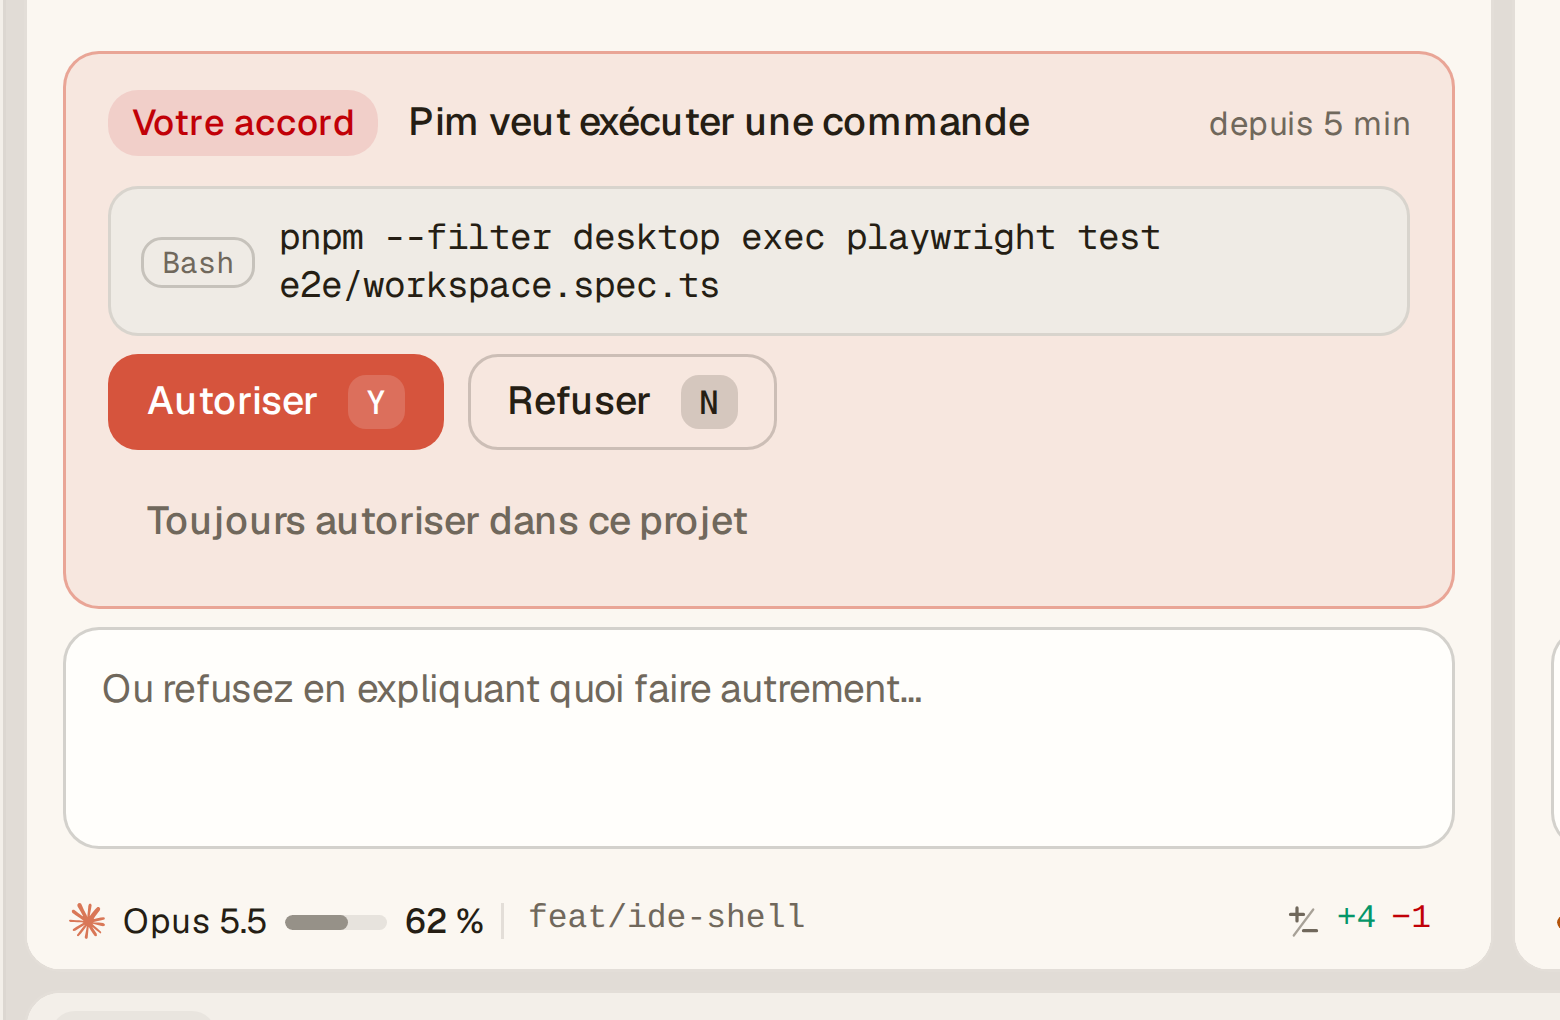 Votre accord Pim veut exécuter une commande depuis 5 min
Bash pnpm --filter desktop exec playwright test
e2e/workspace.spec.ts
Autoriser Y Refuser N
Toujours autoriser dans ce projet
Ou refusez en expliquant quoi faire autrement…
Opus 5.5 62 % feat/ide-shell +4 −1